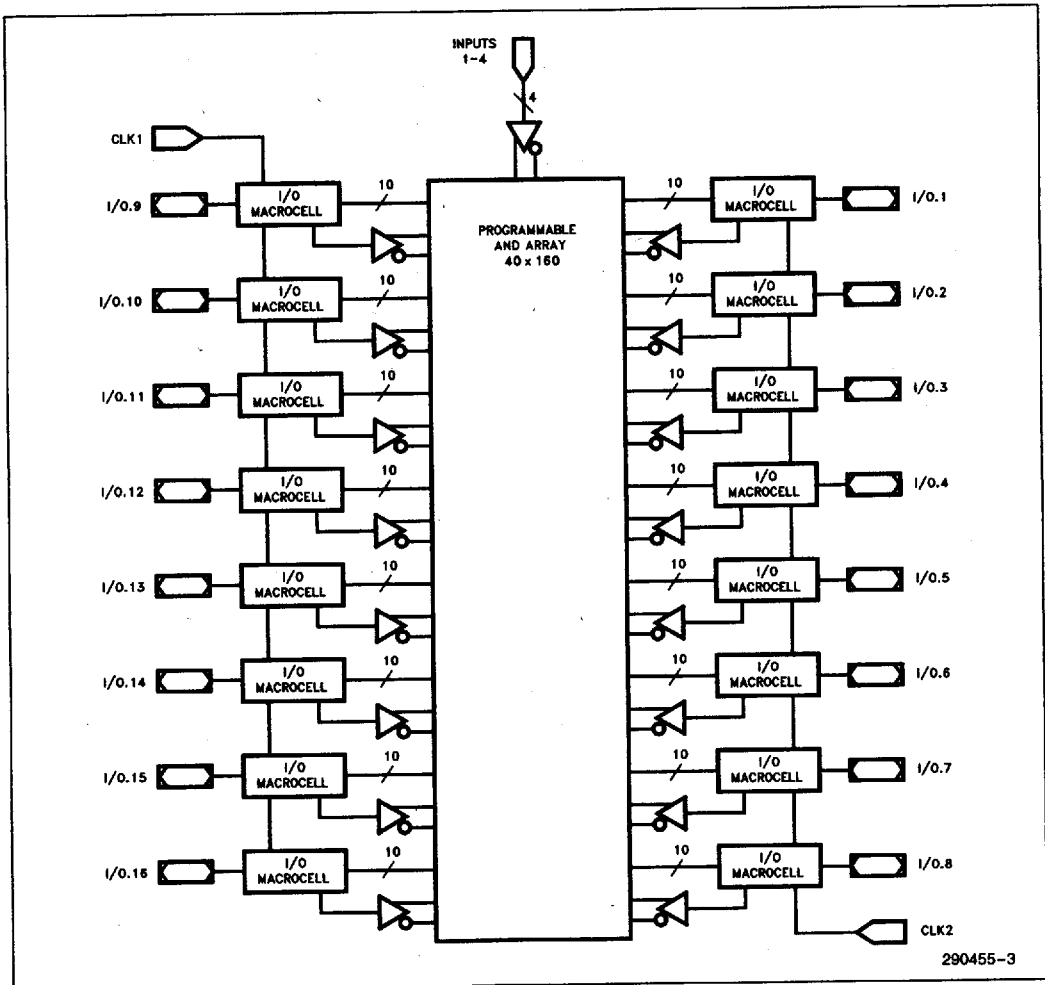 INPUTS
1-4
4
CLK1
I/O.9
I/O
MACROCELL
10
PROGRAMMABLE
AND ARRAY
40 x 160
10
I/O
MACROCELL
I/O.1
I/O.10
I/O
MACROCELL
10
10
I/O
MACROCELL
I/O.2
I/O.11
I/O
MACROCELL
10
10
I/O
MACROCELL
I/O.3
I/O.12
I/O
MACROCELL
10
10
I/O
MACROCELL
I/O.4
I/O.13
I/O
MACROCELL
10
10
I/O
MACROCELL
I/O.5
I/O.14
I/O
MACROCELL
10
10
I/O
MACROCELL
I/O.6
I/O.15
I/O
MACROCELL
10
10
I/O
MACROCELL
I/O.7
I/O.16
I/O
MACROCELL
10
10
I/O
MACROCELL
I/O.8
CLK2
290455-3